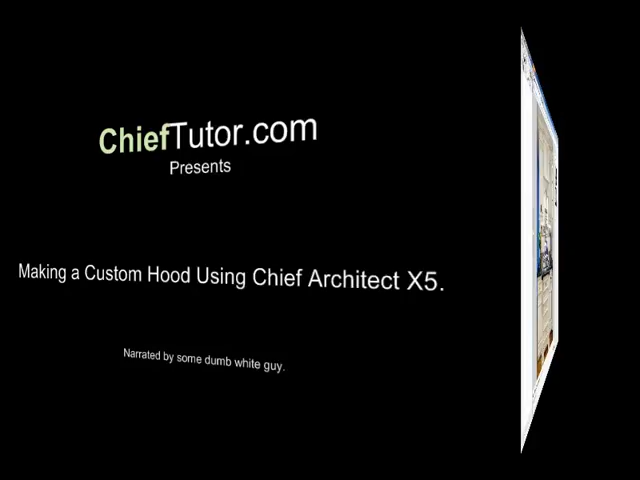 ChiefTutor.com
Presents
Making a Custom Hood Using Chief Architect X5.
Narrated by some dumb white guy.